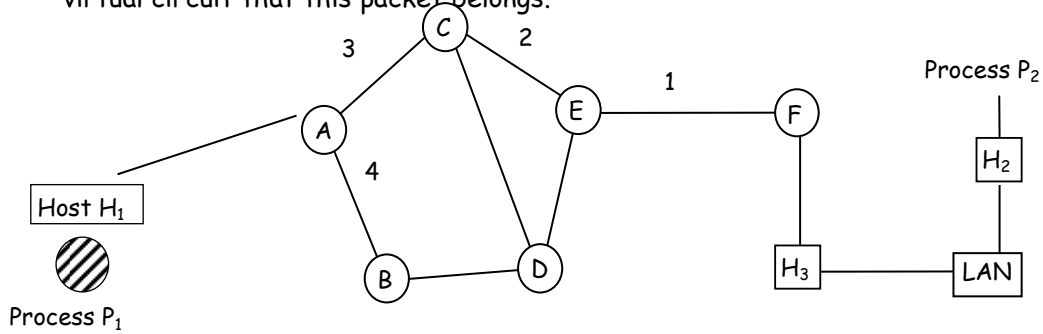 virtual circuit that this packet belongs.
C
3
2
Process P₂
1
E
F
A
H₂
4
Host H₁
H₃
LAN
B
D
Process P₁